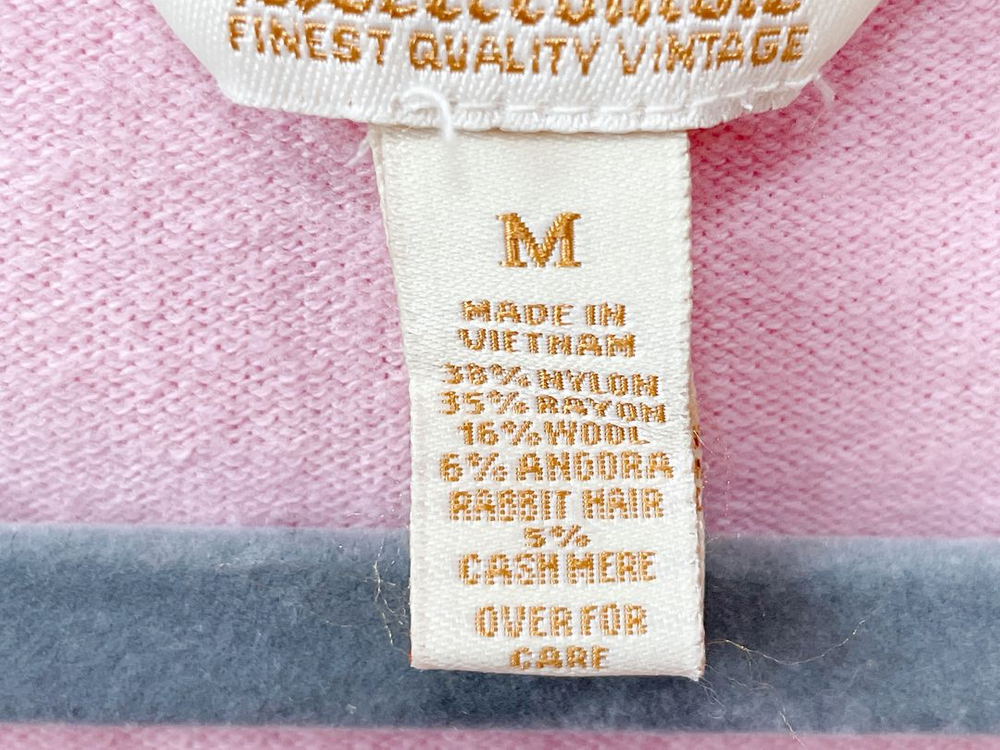 FINEST QUALITY VINTAGE
M
MADE IN
VIETNAM
38% NYLON
35% RAYON
16% WOOL
6% ANGORA
RABBIT HAIR
5%
CASHMERE
OVER FOR
CARE